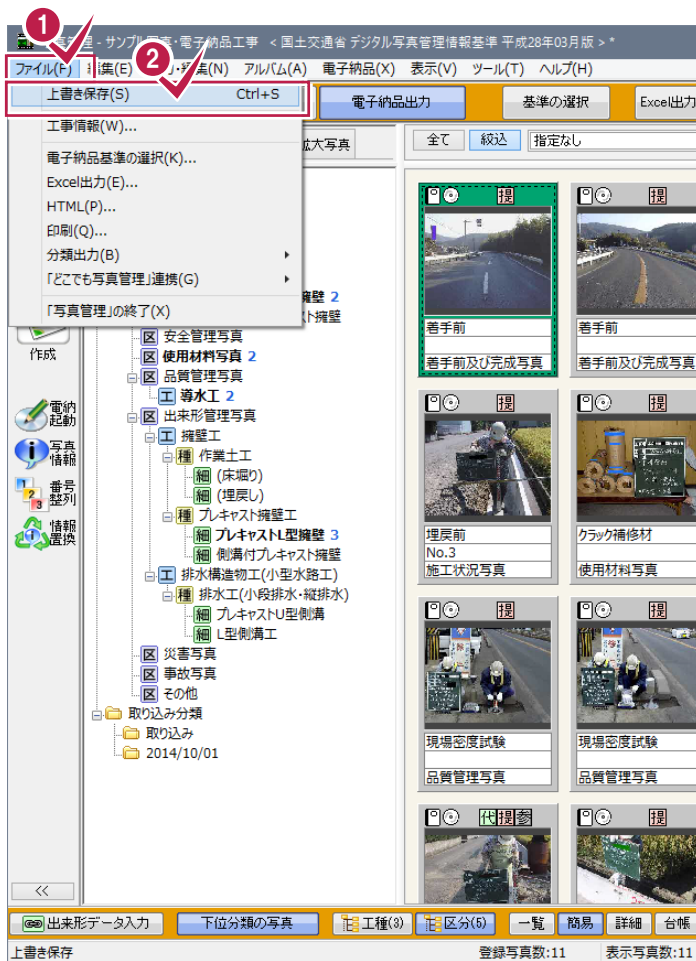 1
2
サンプル
電子納品工事 < 国土交通省 デジタル写真管理情報基準 平成28年03月版 > *
ファイル(F) 編集(E) 編集(N) アルバム(A) 電子納品(X) 表示(V) ツール(T) ヘルプ(H)
上書き保存(S) Ctrl+S
工事情報(W)...
電子納品基準の選択(K)...
Excel出力(E)...
HTML(P)...
印刷(Q)...
分類出力(B)
「どこでも写真管理」連携(G)
「写真管理」の終了(X)
電子納品出力 基準の選択 Excel出力
拡大写真
全て 絞込 指定なし
擁壁 2
ト擁壁
区 安全管理写真
区 使用材料写真 2
区 品質管理写真
工 導水工 2
区 出来形管理写真
工 擁壁工
種 作業土工
細 (床堀り)
細 (埋戻し)
種 プレキャスト擁壁工
細 プレキャストL型擁壁 3
細 側溝付プレキャスト擁壁
工 排水構造物工(小型水路工)
種 排水工(小段排水・縦排水)
細 プレキャストU型側溝
細 L型側溝工
区 災害写真
区 事故写真
区 その他
取り込み分類
取り込み
2014/10/01
作成
電納
起動
写真
情報
番号
整列
1
2
3
情報
置換
<<
提
着手前
着手前及び完成写真
提
着手前
着手前及び完成写真
提
埋戻前
No.3
施工状況写真
提
クラック補修材
使用材料写真
提
現場密度試験
品質管理写真
提
現場密度試験
品質管理写真
代 提 参
提
出来形データ入力 下位分類の写真 工種(3) 区分(5) 一覧 簡易 詳細 台帳
上書き保存 登録写真数:11 表示写真数:11